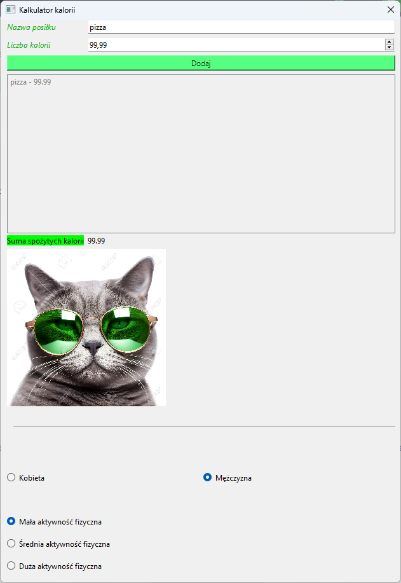 Kalkulator kalorii
Nazwa posiłku pizza
Liczba kalorii 99,99
Dodaj
pizza - 99.99
Suma spożytych kalorii 99.99
Kobieta Mężczyzna
Mała aktywność fizyczna
Średnia aktywność fizyczna
Duża aktywność fizyczna